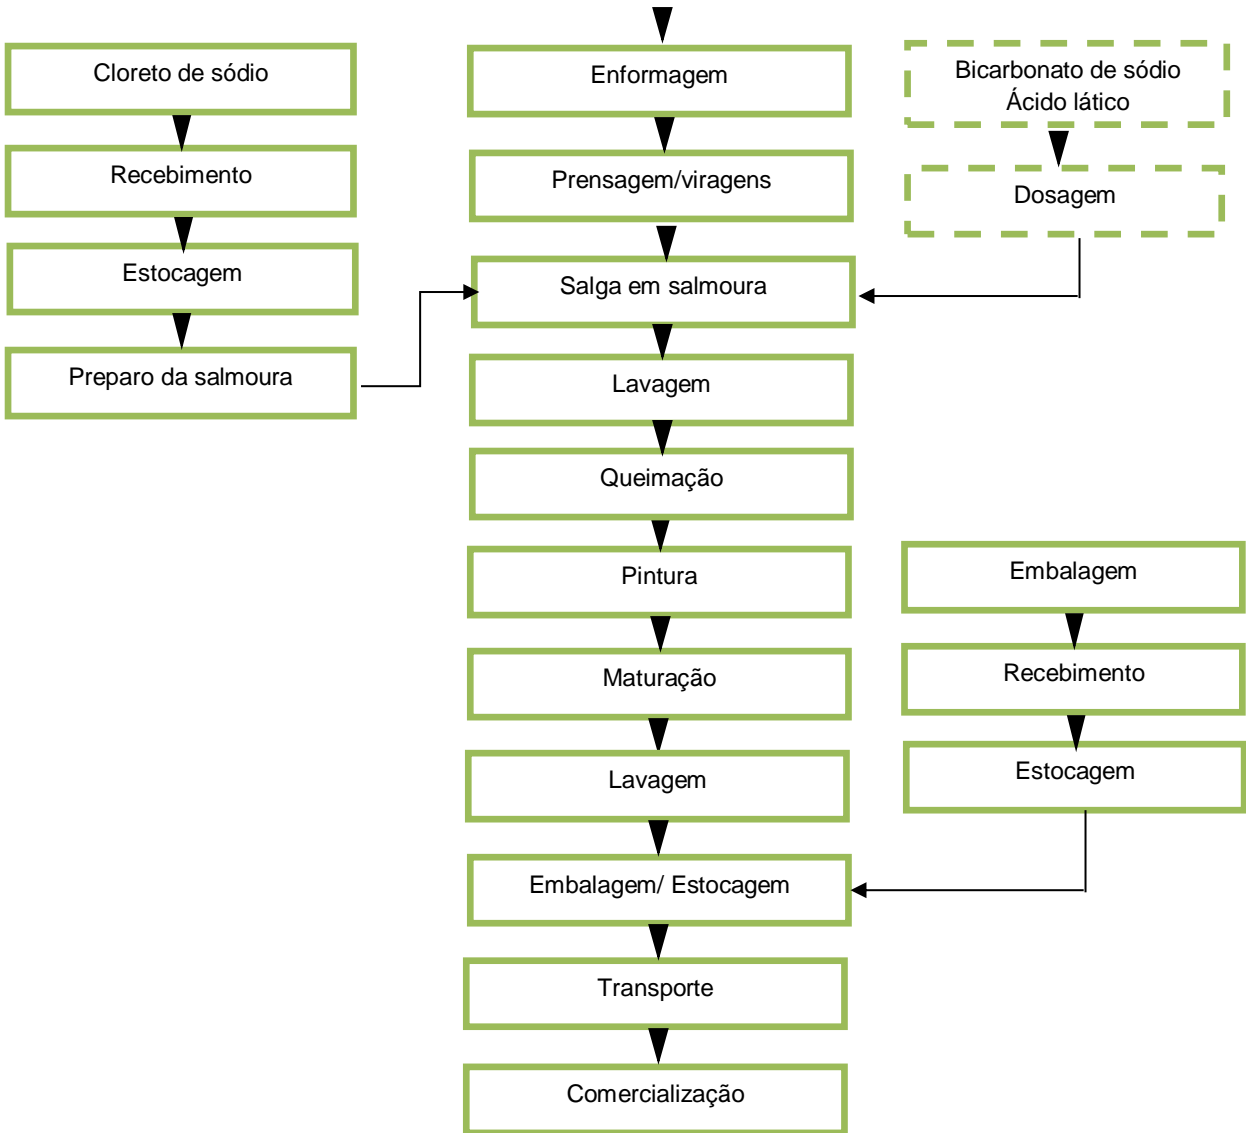 Cloreto de sódio
Recebimento
Estocagem
Preparo da salmoura
Enformagem
Prensagem/viragens
Salga em salmoura
Lavagem
Queimação
Pintura
Maturação
Lavagem
Embalagem/ Estocagem
Transporte
Comercialização
Bicarbonato de sódio
Ácido lático
Dosagem
Embalagem
Recebimento
Estocagem